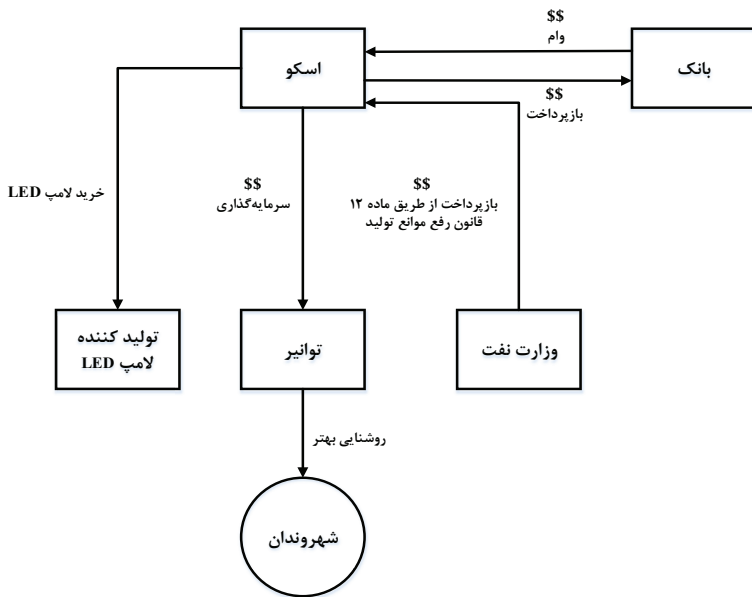 $$
وام
بانک
اسکو
$$
بازپرداخت
خرید لامپ LED
$$
سرمایه‌گذاری
$$
بازپرداخت از طریق ماده ۱۲
قانون رفع موانع تولید
تولید کننده
لامپ LED
توانیر
وزارت نفت
روشنایی بهتر
شهروندان